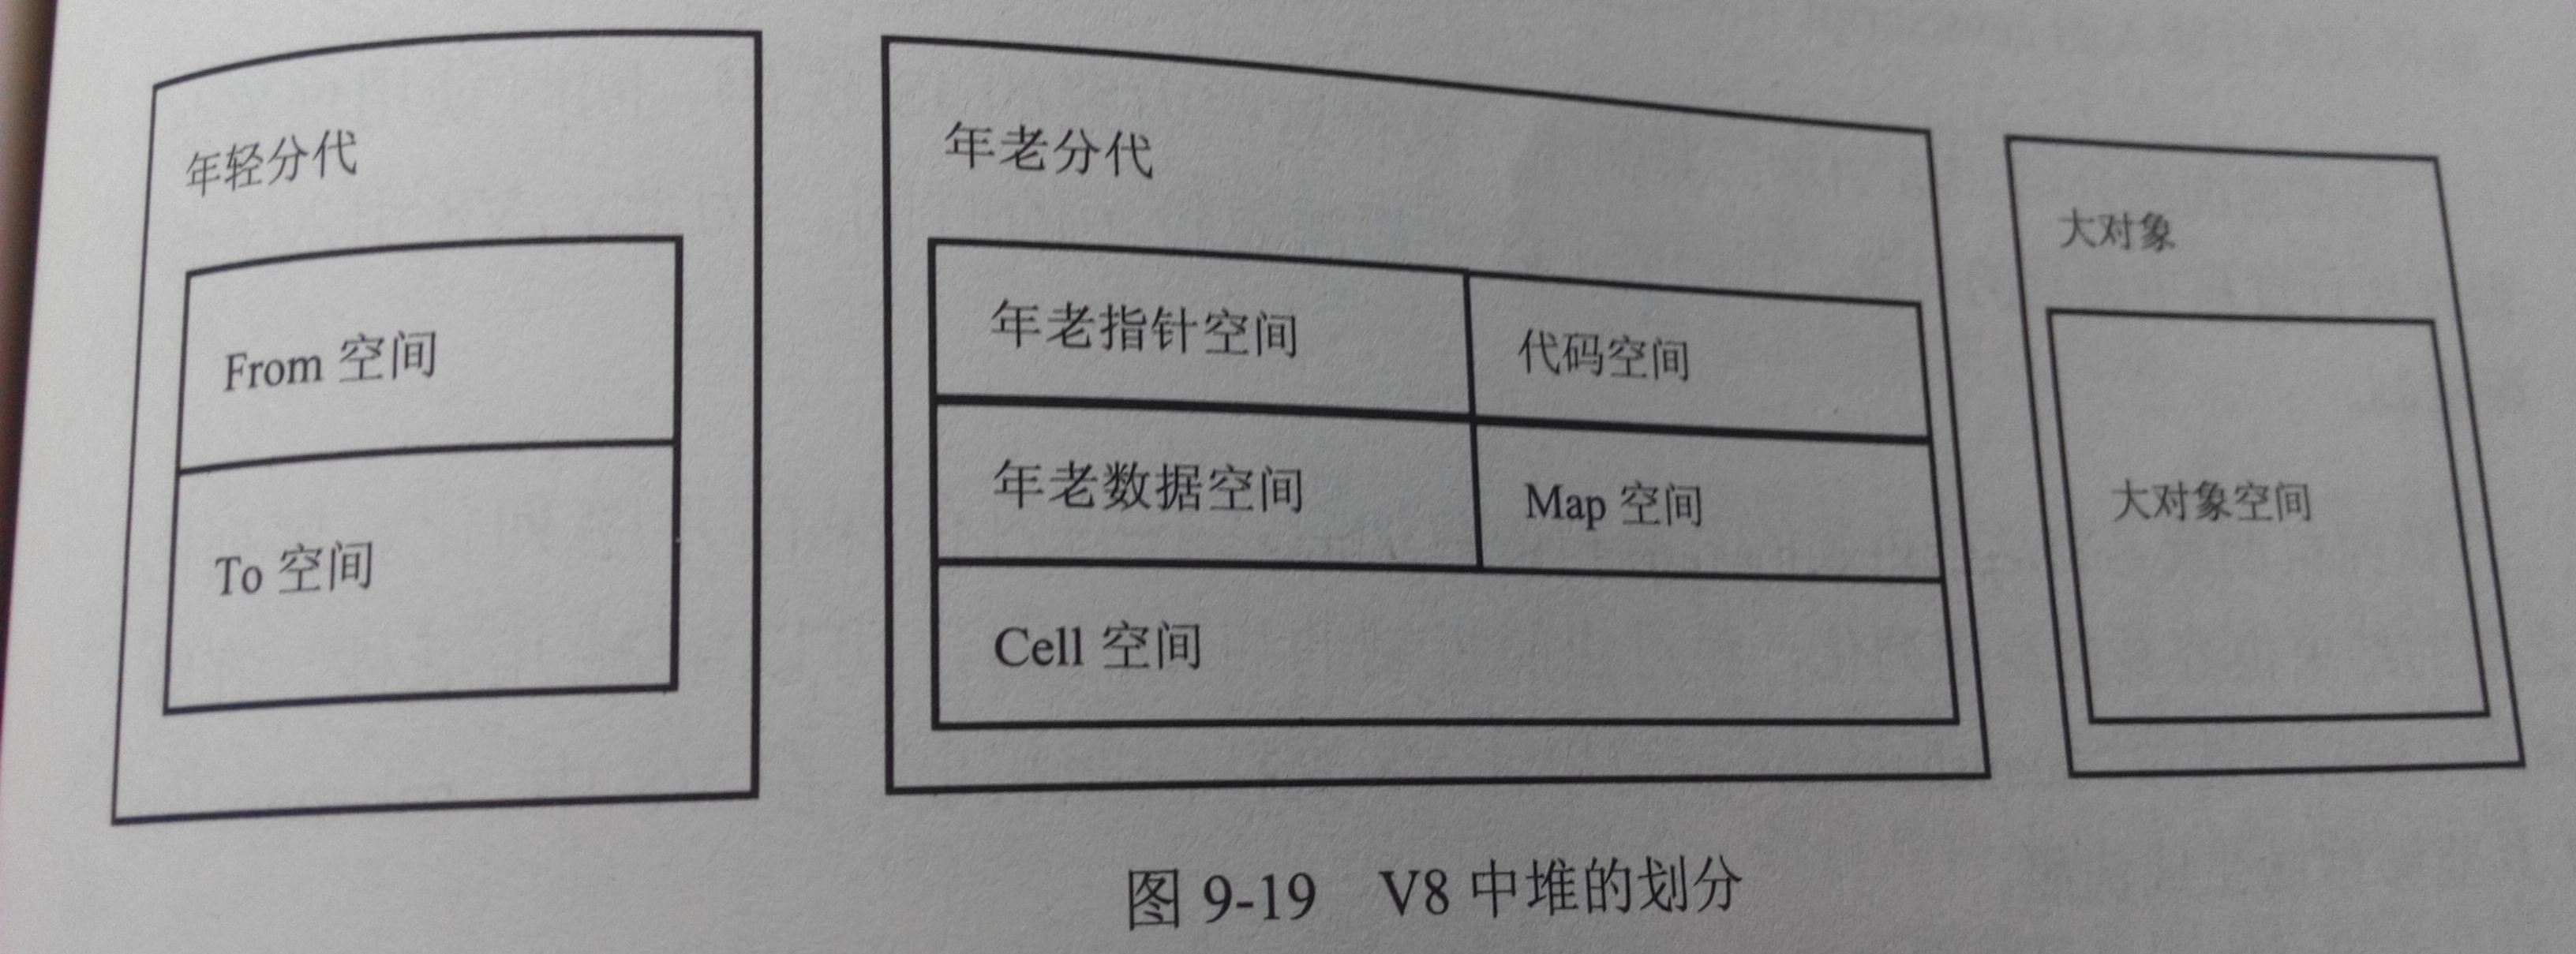 年轻分代
From 空间
To 空间
年老分代
年老指针空间
代码空间
年老数据空间
Map 空间
Cell 空间
大对象
大对象空间
图 9-19 V8 中堆的划分